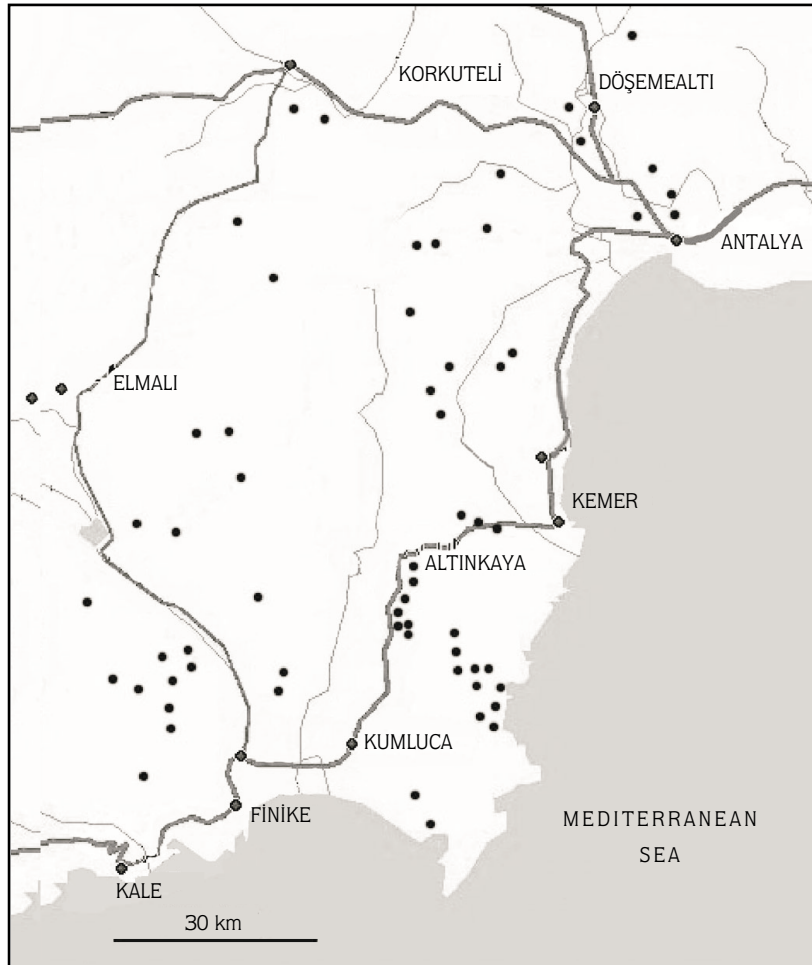 KORKUTELİ
DÖŞEMEALTI
ANTALYA
ELMALI
KEMER
ALTINKAYA
KUMLUCA
FİNİKE
MEDITERRANEAN
SEA
KALE
30 km